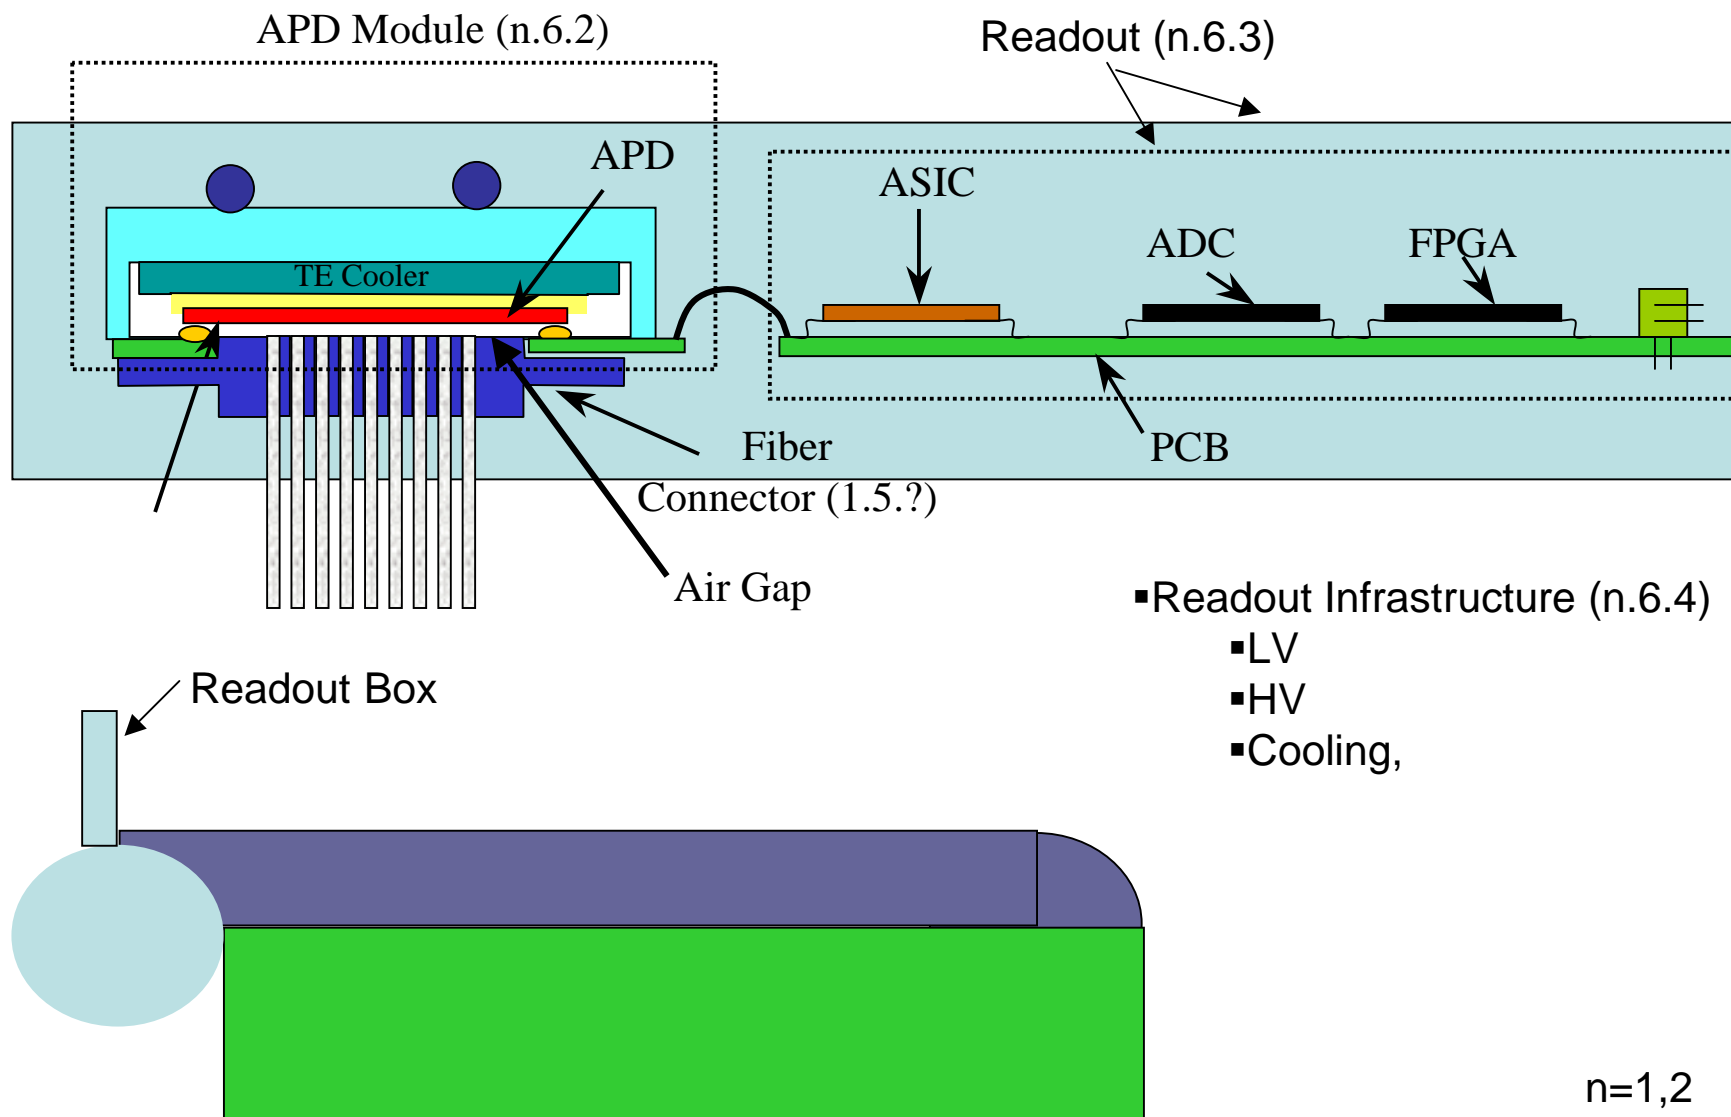 APD Module (n.6.2)
Readout (n.6.3)
APD
ASIC
ADC
FPGA
TE Cooler
Fiber
Connector (1.5.?)
PCB
Air Gap
▪Readout Infrastructure (n.6.4)
▪LV
▪HV
▪Cooling,
Readout Box
n=1,2